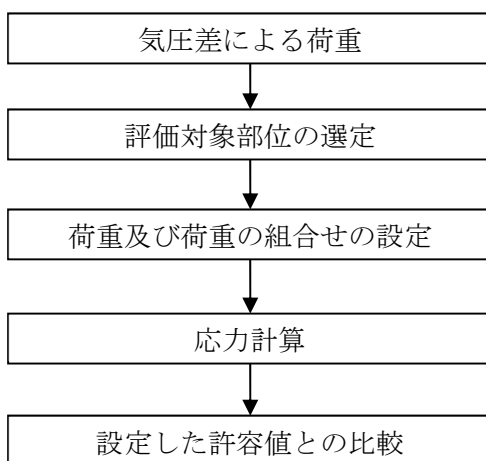 気圧差による荷重
評価対象部位の選定
荷重及び荷重の組合せの設定
応力計算
設定した許容値との比較